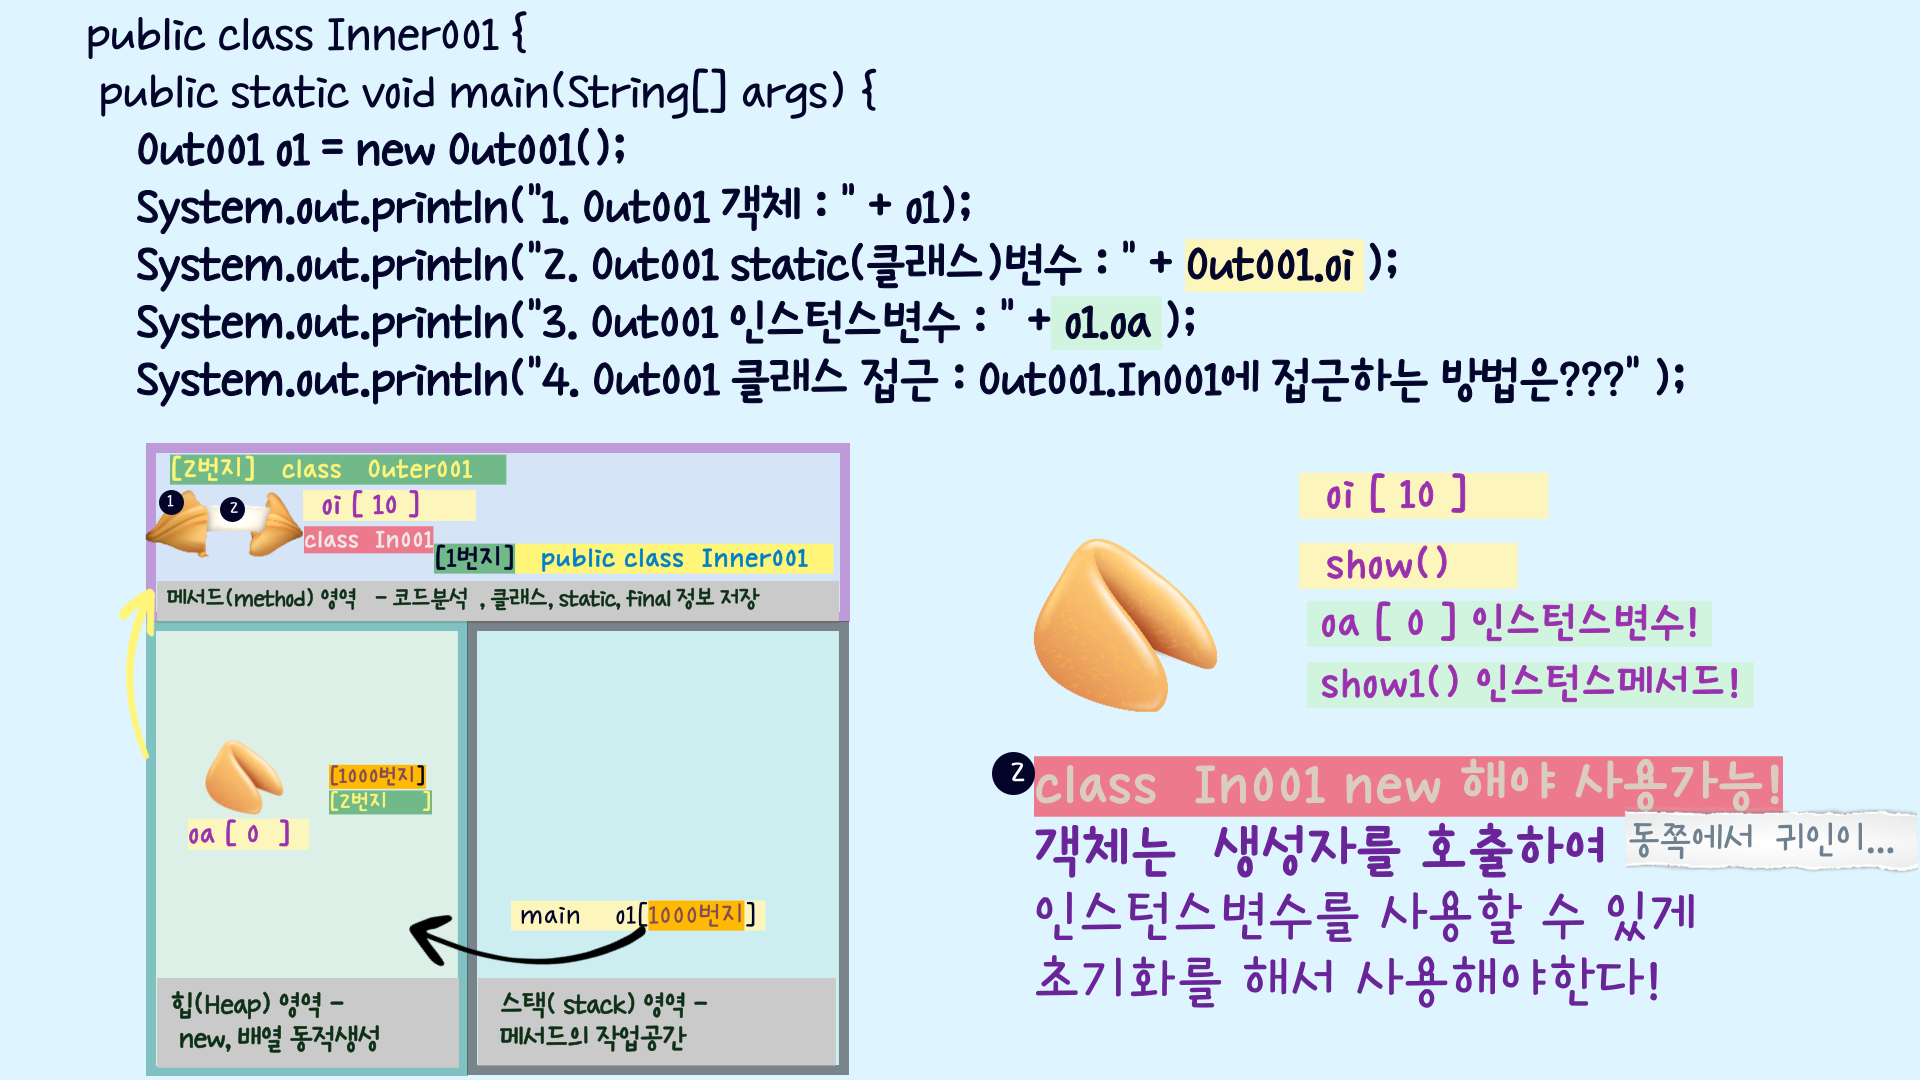 public class Inner001 {
public static void main(String[] args) {
Out001 o1 = new Out001();
System.out.println("1. Out001 객체 : " + o1);
System.out.println("2. Out001 static(클래스)변수 : " + Out001.oi );
System.out.println("3. Out001 인스턴스변수 : " + o1.oa );
System.out.println("4. Out001 클래스 접근 : Out001.In001에 접근하는 방법은???" );
[2번지] class Outer001
1
2
oi [ 10 ]
class In001
[1번지] public class Inner001
메서드(method) 영역 - 코드분석 , 클래스, static, final 정보 저장
[1000번지]
[2번지 ]
oa [ 0 ]
main o1[1000번지]
힙(Heap) 영역 -
new, 배열 동적생성
스택( stack) 영역 -
메서드의 작업공간
oi [ 10 ]
show()
oa [ 0 ] 인스턴스변수!
show1() 인스턴스메서드!
2 class In001 new 해야 사용가능!
객체는 생성자를 호출하여
동쪽에서 귀인이...
인스턴스변수를 사용할 수 있게
초기화를 해서 사용해야한다!